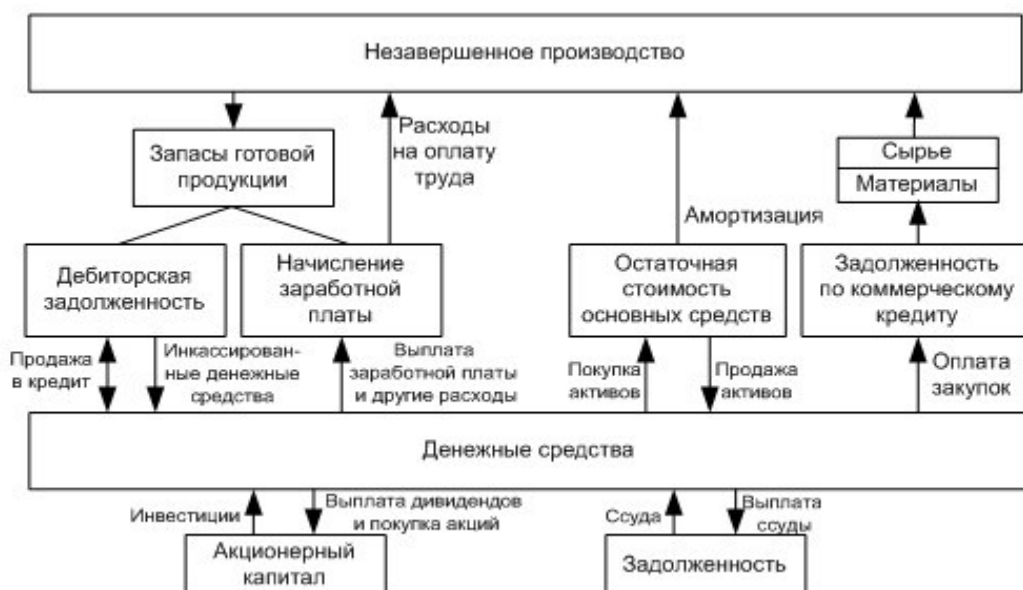 Незавершенное производство
Запасы готовой
продукции
Расходы
на оплату
труда
Амортизация
Сырье
Материалы
Дебиторская
задолженность
Начисление
заработной
платы
Остаточная
стоимость
основных средств
Задолженность
по коммерческому
кредиту
Продажа
в кредит
Инкассирован-
ные денежные
средства
Выплата
заработной платы
и другие расходы
Покупка
активов
Продажа
активов
Оплата
закупок
Денежные средства
Инвестиции
Выплата дивидендов
и покупка акций
Ссуда
Выплата
ссуды
Акционерный
капитал
Задолженность